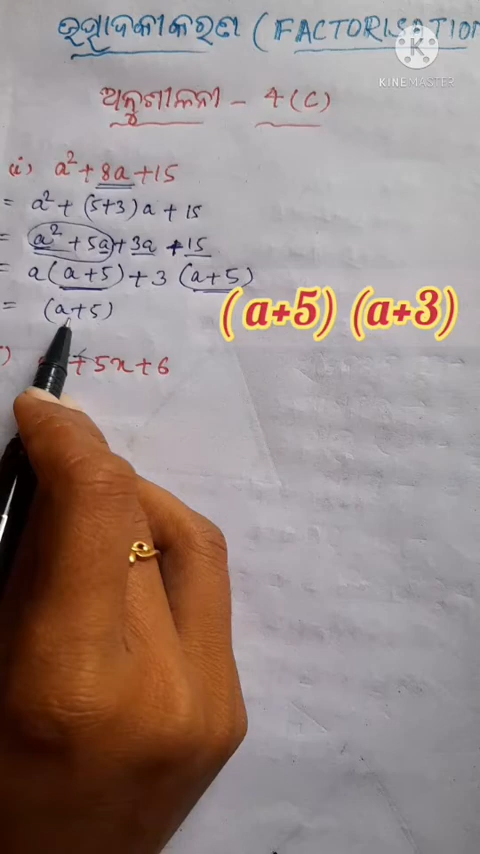 ଉତ୍ପାଦକୀକରଣ (FACTORISATION
KINEMASTER
ଅନୁଶୀଳନୀ - 4(C)
(i) a² + 8a + 15
= a² + (5+3) a + 15
= a² + 5a + 3a + 15
= a (a+5) + 3 (a+5)
= (a+5)
(a+5) (a+3)
+ 5x + 6